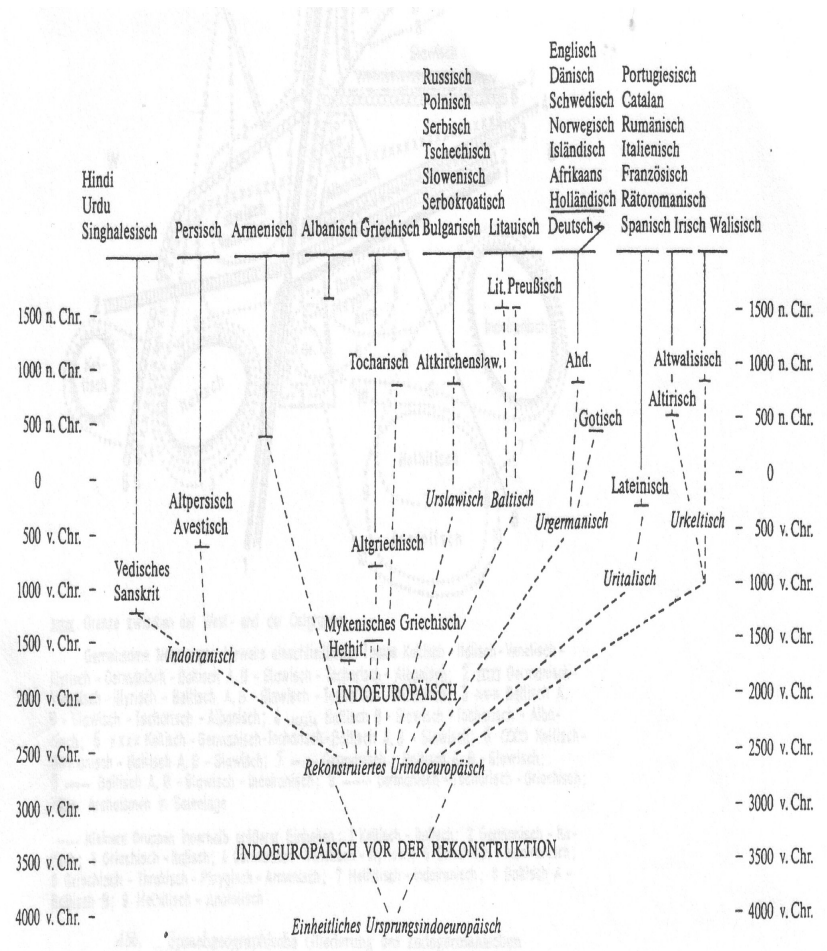 Englisch
Russisch Dänisch Portugiesisch
Polnisch Schwedisch Catalan
Serbisch Norwegisch Rumänisch
Tschechisch Isländisch Italienisch
Hindi Slowenisch Afrikaans Französisch
Urdu Serbokroatisch Holländisch Rätoromanisch
Singhalesisch Persisch Armenisch Albanisch Griechisch Bulgarisch Litauisch Deutsch Spanisch Irisch Walisisch
Lit. Preußisch
1500 n. Chr. – – 1500 n. Chr.
Tocharisch Altkirchenslaw. Ahd. Altwalisisch
1000 n. Chr. – – 1000 n. Chr.
Altirisch
500 n. Chr. – Gotisch – 500 n. Chr.
0 – – 0
Lateinisch
Altpersisch Urslawisch Baltisch
Avestisch Urgermanisch Urkeltisch
500 v. Chr. – – 500 v. Chr.
Altgriechisch
Vedisches Uritalisch
1000 v. Chr. – Sanskrit – 1000 v. Chr.
Mykenisches Griechisch
1500 v. Chr. – Hethit. – 1500 v. Chr.
Indoiranisch
2000 v. Chr. – INDOEUROPÄISCH – 2000 v. Chr.
2500 v. Chr. – – 2500 v. Chr.
Rekonstruiertes Urindoeuropäisch
3000 v. Chr. – – 3000 v. Chr.
INDOEUROPÄISCH VOR DER REKONSTRUKTION
3500 v. Chr. – – 3500 v. Chr.
4000 v. Chr. – – 4000 v. Chr.
Einheitliches Ursprungsindoeuropäisch